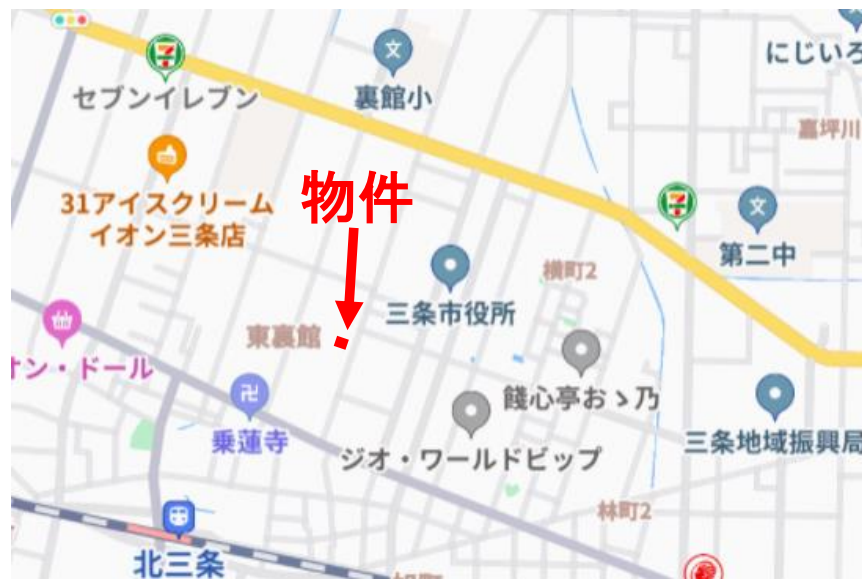 セブンイレブン
裏館小
にじいろ
嘉坪川
31アイスクリーム
イオン三条店
物件
第二中
横町2
三条市役所
東裏館
オン・ドール
乗蓮寺
餞心亭おゝ乃
ジオ・ワールドビップ
三条地域振興局
林町2
北三条